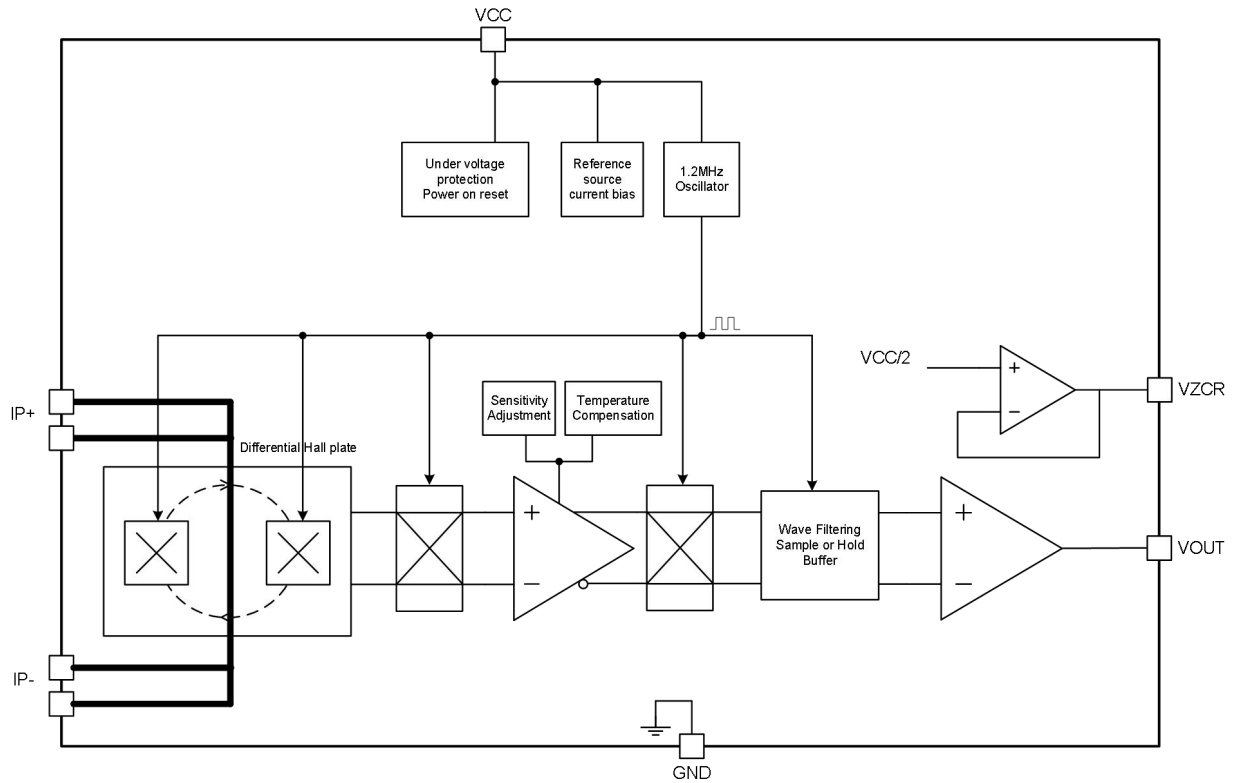 VCC
Under voltage
protection
Power on reset
Reference
source
current bias
1.2MHz
Oscillator
VCC/2
+
−
VZCR
IP+
Sensitivity
Adjustment
Temperature
Compensation
Differential Hall plate
+
−
Wave Filtering
Sample or Hold
Buffer
+
−
VOUT
IP-
GND